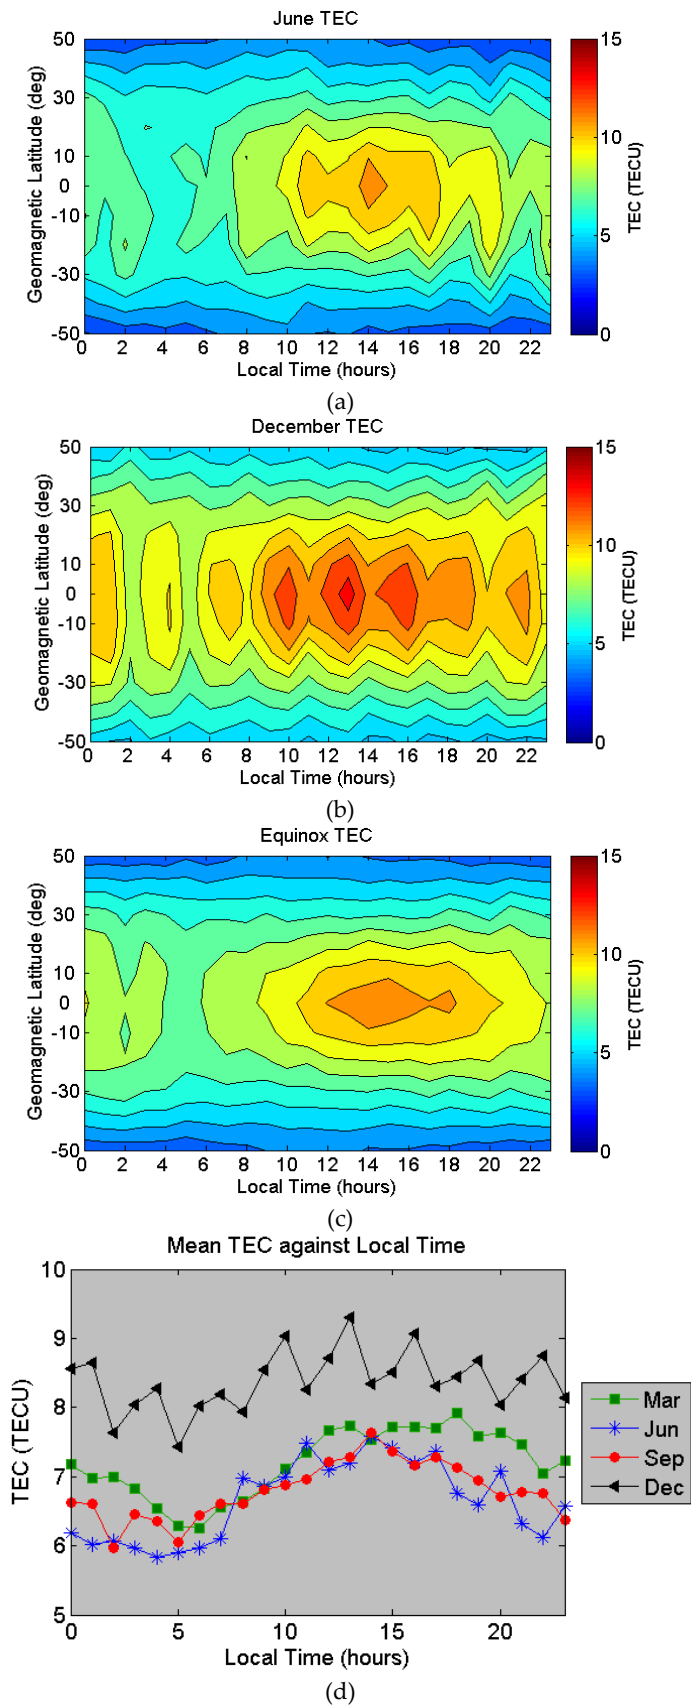 June TEC
50
30
10
0
-10
-30
-50
Geomagnetic Latitude (deg)
0 2 4 6 8 10 12 14 16 18 20 22
Local Time (hours)
15
10
5
0
TEC (TECU)
(a)
December TEC
50
30
10
0
-10
-30
-50
Geomagnetic Latitude (deg)
0 2 4 6 8 10 12 14 16 18 20 22
Local Time (hours)
15
10
5
0
TEC (TECU)
(b)
Equinox TEC
50
30
10
0
-10
-30
-50
Geomagnetic Latitude (deg)
0 2 4 6 8 10 12 14 16 18 20 22
Local Time (hours)
15
10
5
0
TEC (TECU)
(c)
Mean TEC against Local Time
10
9
8
7
6
5
TEC (TECU)
0 5 10 15 20
Local Time (hours)
Mar
Jun
Sep
Dec
(d)